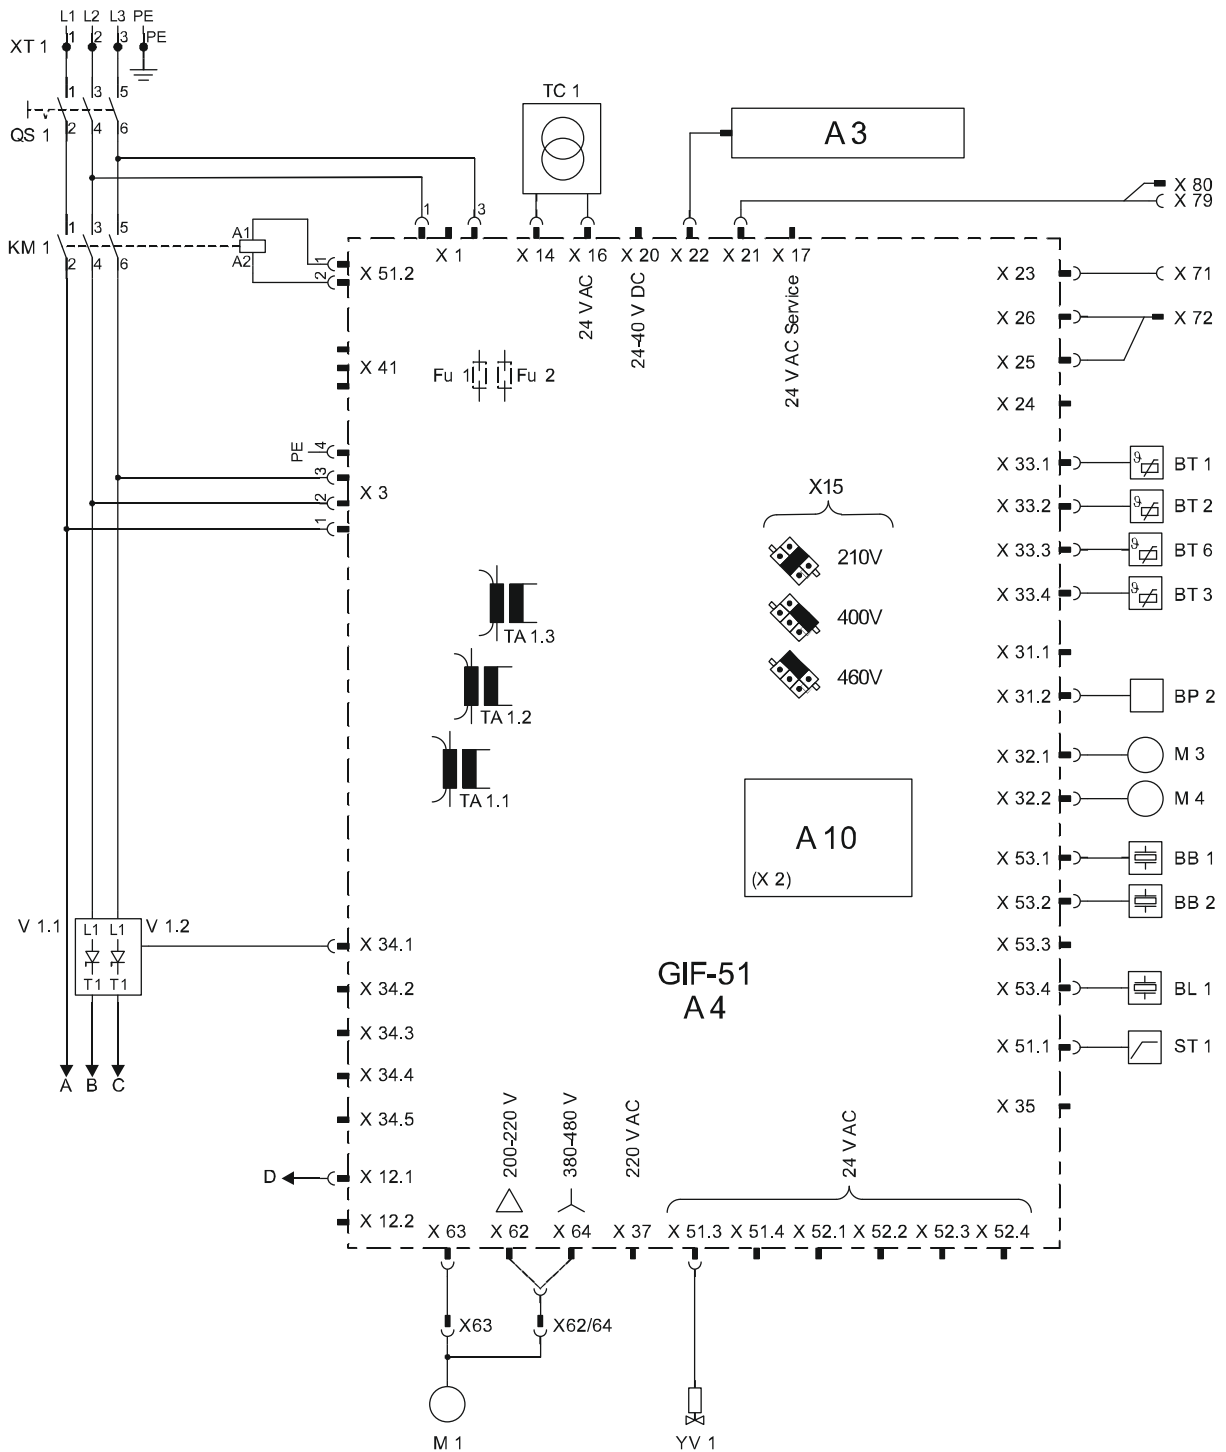 L1 L2 L3 PE
XT 1 1 2 3 PE
1 3 5
QS 1 2 4 6
TC 1
A 3
X 80
X 79
1 3
KM 1 1 3 5 A1
2 4 6 A2
1
2
X 51.2
X 1 X 14 X 16 X 20 X 22 X 21 X 17
24 V AC
24-40 V DC
24 V AC Service
X 23 X 71
X 26 X 72
X 25
X 24
X 41
Fu 1 Fu 2
PE 4
3
X 3
2
1
X 33.1 ϑ BT 1
X 33.2 ϑ BT 2
X 33.3 ϑ BT 6
X 33.4 ϑ BT 3
X15
210V
400V
460V
TA 1.3
TA 1.2
TA 1.1
X 31.1
X 31.2 BP 2
X 32.1 M 3
X 32.2 M 4
A 10
(X 2)
X 53.1 BB 1
X 53.2 BB 2
X 53.3
X 53.4 BL 1
X 51.1 ST 1
X 35
V 1.1 L1 L1 V 1.2
T1 T1
X 34.1
X 34.2
X 34.3
X 34.4
X 34.5
GIF-51
A 4
A B C
D X 12.1
X 12.2
200-220 V
380-480 V
220 V AC
24 V AC
X 63 X 62 X 64 X 37 X 51.3 X 51.4 X 52.1 X 52.2 X 52.3 X 52.4
X63 X62/64
M 1 YV 1